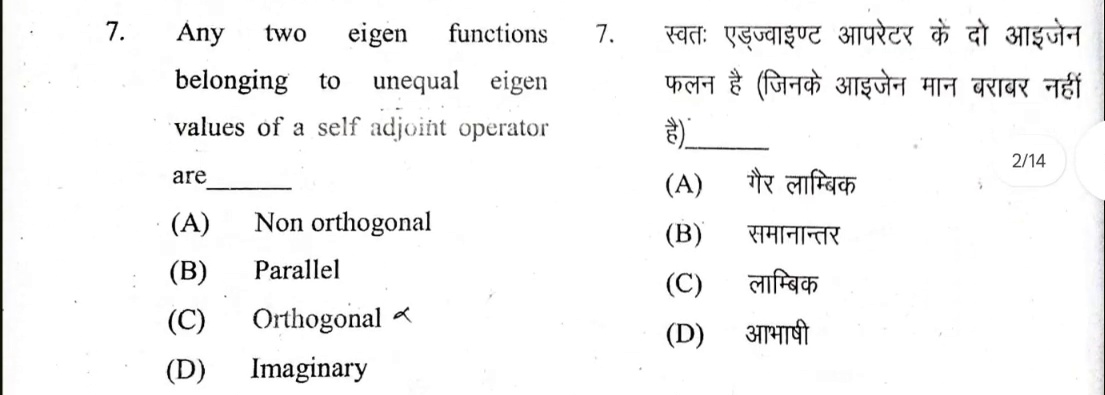 7. Any two eigen functions
belonging to unequal eigen
values of a self adjoint operator
are______
(A) Non orthogonal
(B) Parallel
(C) Orthogonal
(D) Imaginary
7. स्वतः एड्ज्वाइण्ट आपरेटर के दो आइजेन
फलन है (जिनके आइजेन मान बराबर नहीं
है)______
(A) गैर लाम्बिक
(B) समानान्तर
(C) लाम्बिक
(D) आभाषी
2/14